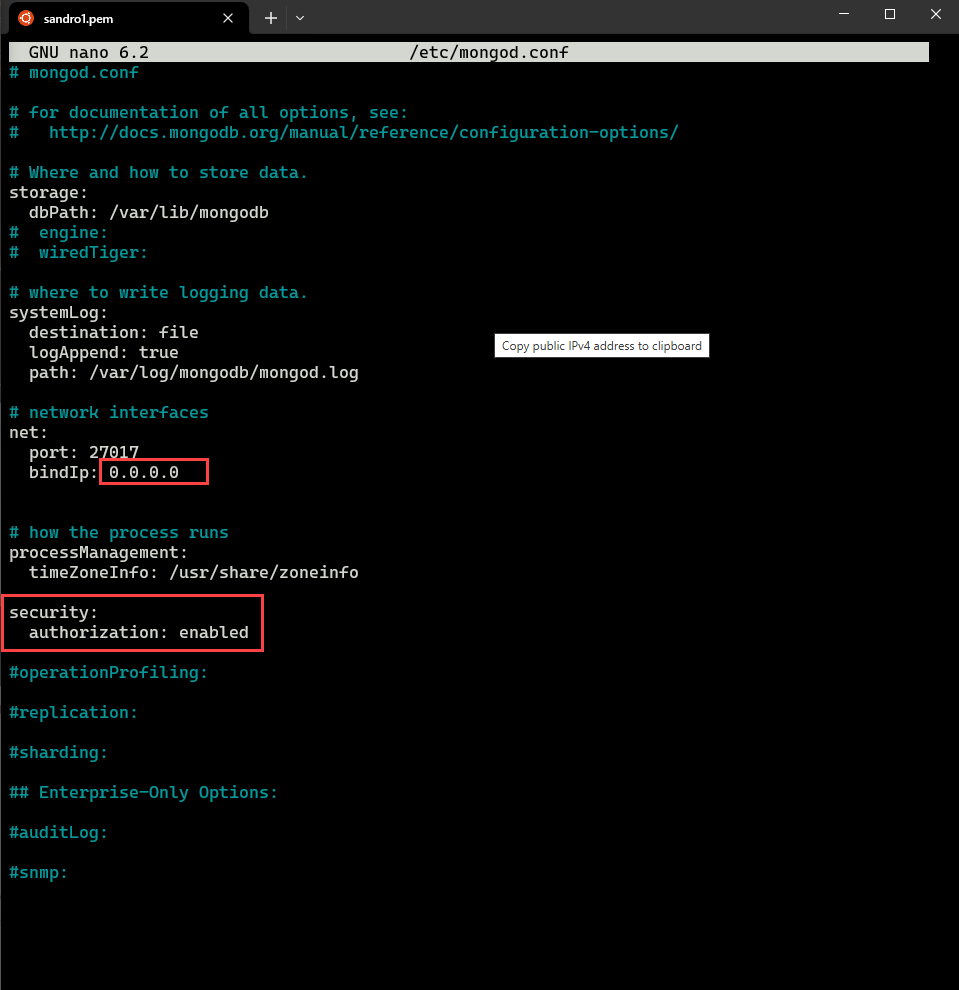 sandro1.pem
GNU nano 6.2 /etc/mongod.conf
# mongod.conf
# for documentation of all options, see:
#   http://docs.mongodb.org/manual/reference/configuration-options/
# Where and how to store data.
storage:
  dbPath: /var/lib/mongodb
#  engine:
#  wiredTiger:
# where to write logging data.
systemLog:
  destination: file
  logAppend: true
Copy public IPv4 address to clipboard
  path: /var/log/mongodb/mongod.log
# network interfaces
net:
  port: 27017
  bindIp: 0.0.0.0
# how the process runs
processManagement:
  timeZoneInfo: /usr/share/zoneinfo
security:
  authorization: enabled
#operationProfiling:
#replication:
#sharding:
## Enterprise-Only Options:
#auditLog:
#snmp: